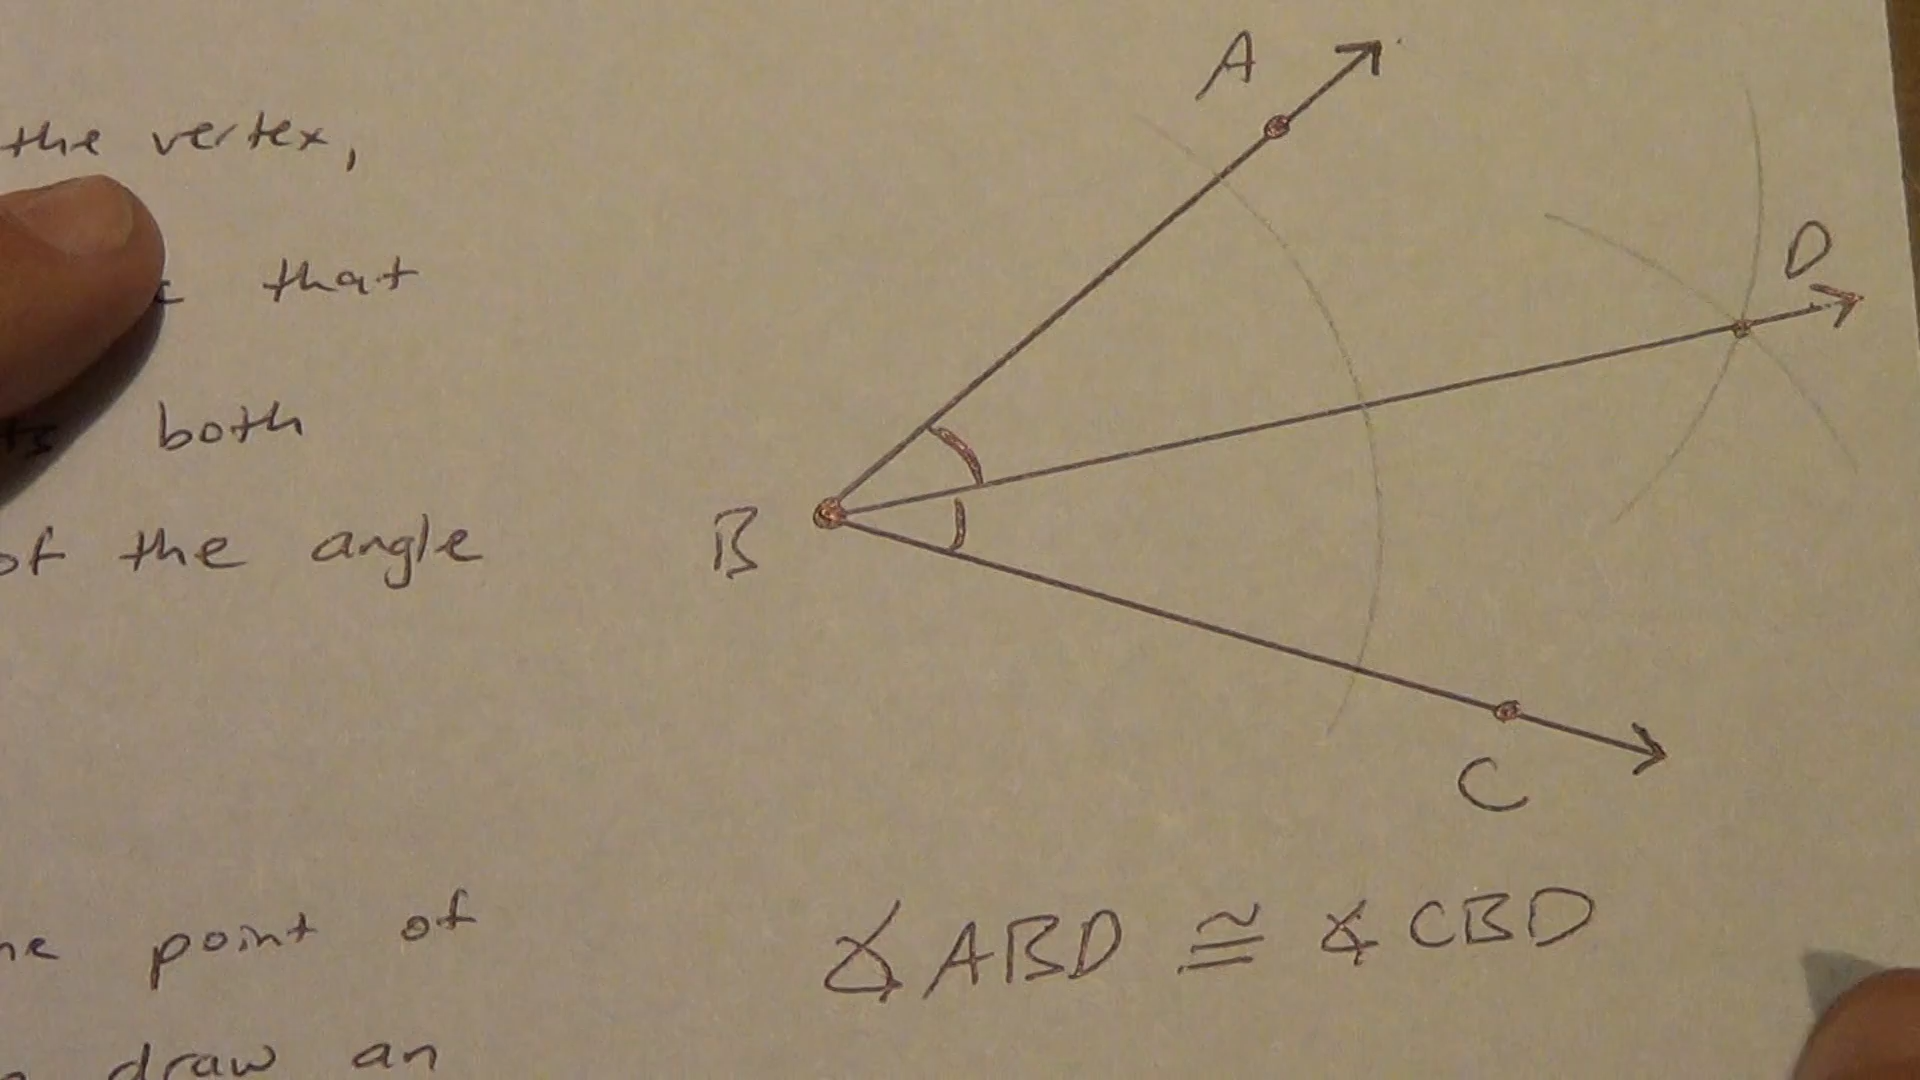 the vertex,
that
both
of the angle
point of
draw an
A
D
B
C
∡ABD ≅ ∡CBD